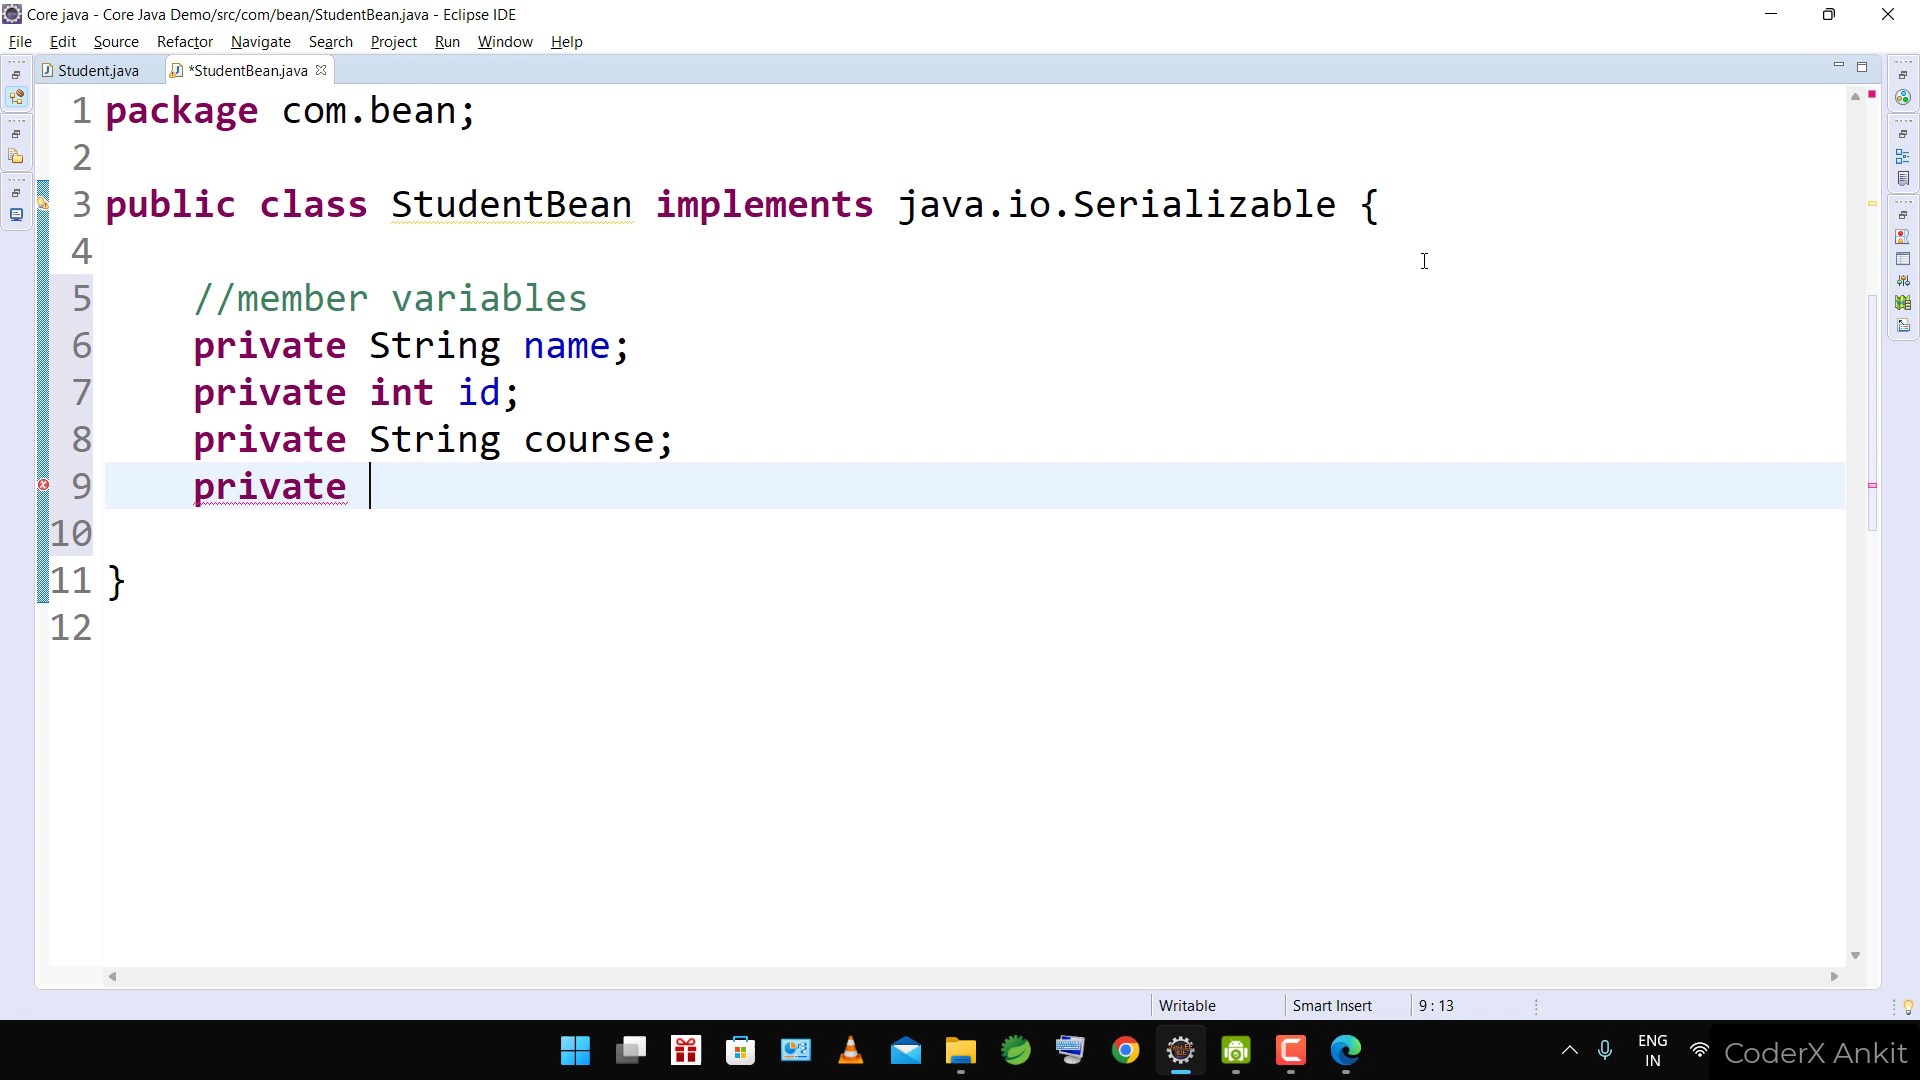 Core java - Core Java Demo/src/com/bean/StudentBean.java - Eclipse IDE
File Edit Source Refactor Navigate Search Project Run Window Help
Student.java *StudentBean.java
1 package com.bean;
2
3 public class StudentBean implements java.io.Serializable {
4
5 //member variables
6 private String name;
7 private int id;
8 private String course;
9 private
10
11 }
12
Writable Smart Insert 9 : 13
ENG
IN
CoderX Ankit